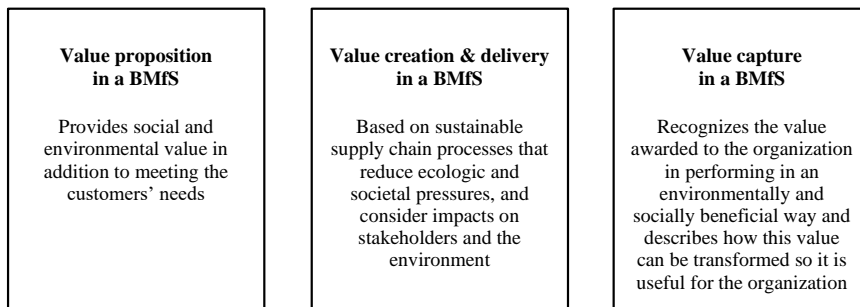 Value proposition
in a BMfS
Provides social and
environmental value in
addition to meeting the
customers’ needs
Value creation & delivery
in a BMfS
Based on sustainable
supply chain processes that
reduce ecologic and
societal pressures, and
consider impacts on
stakeholders and the
environment
Value capture
in a BMfS
Recognizes the value
awarded to the organization
in performing in an
environmentally and
socially beneficial way and
describes how this value
can be transformed so it is
useful for the organization